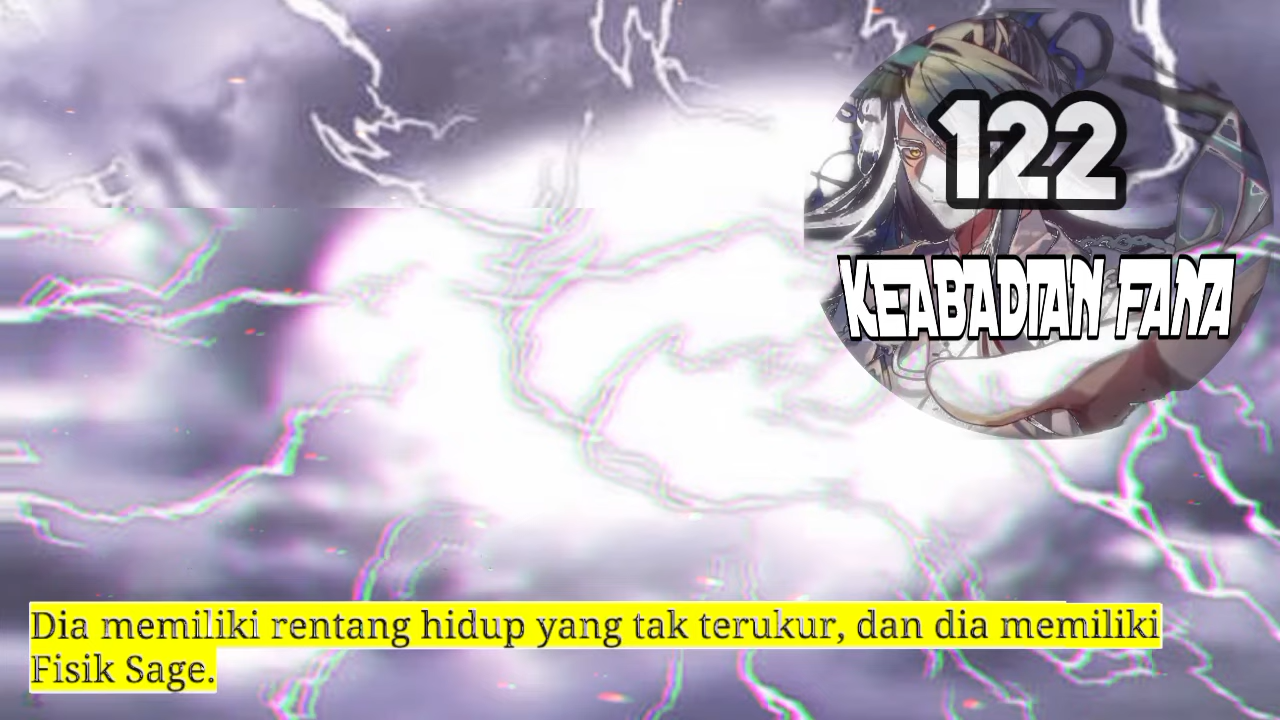 122
KEABADIAN FANA
Dia memiliki rentang hidup yang tak terukur, dan dia memiliki
Fisik Sage.